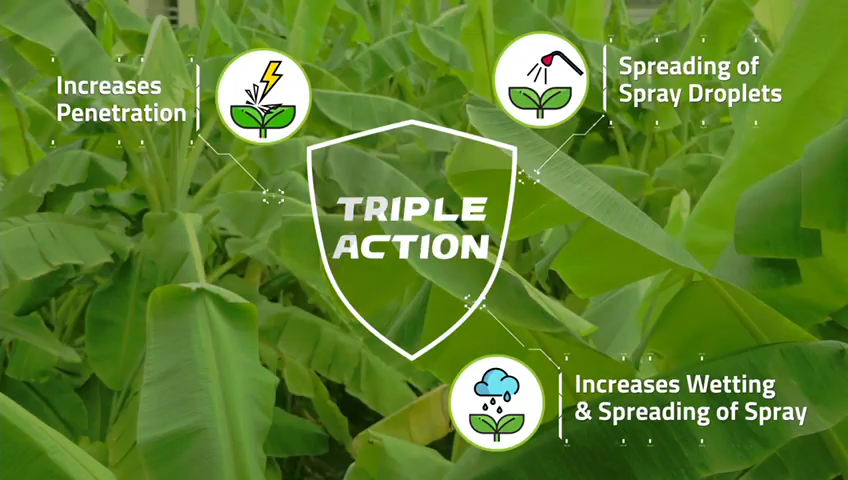 Increases
Penetration
Spreading of
Spray Droplets
TRIPLE
ACTION
Increases Wetting
& Spreading of Spray